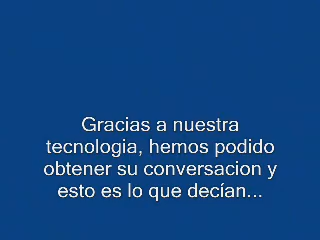 Gracias a nuestra
tecnologia, hemos podido
obtener su conversacion y
esto es lo que decían...